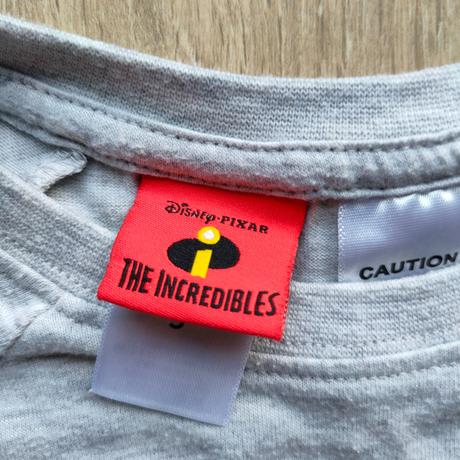 Disney·PIXAR
i
THE INCREDIBLES
CAUTION